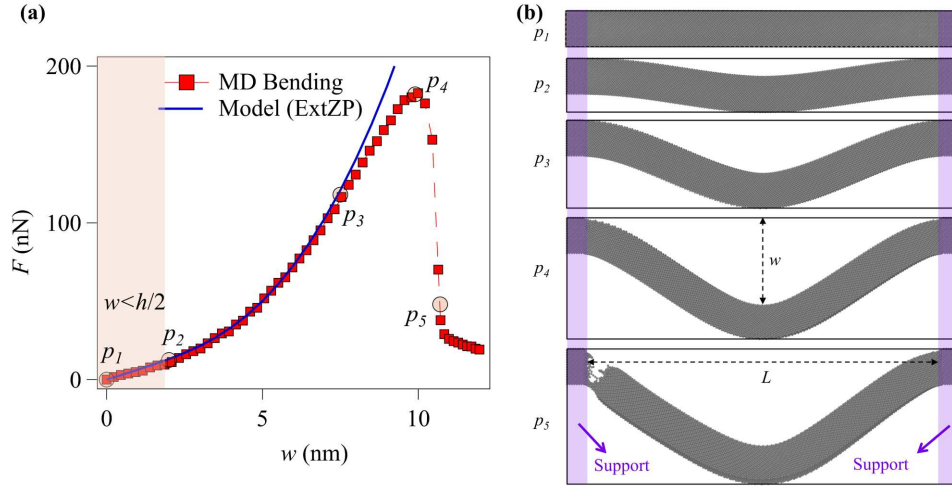 (a)
200
100
0
F (nN)
MD Bending
Model (ExtZP)
p4
p3
w<h/2
p1
p2
p5
0
5
10
w (nm)
(b)
p1
p2
p3
p4
w
p5
L
Support
Support